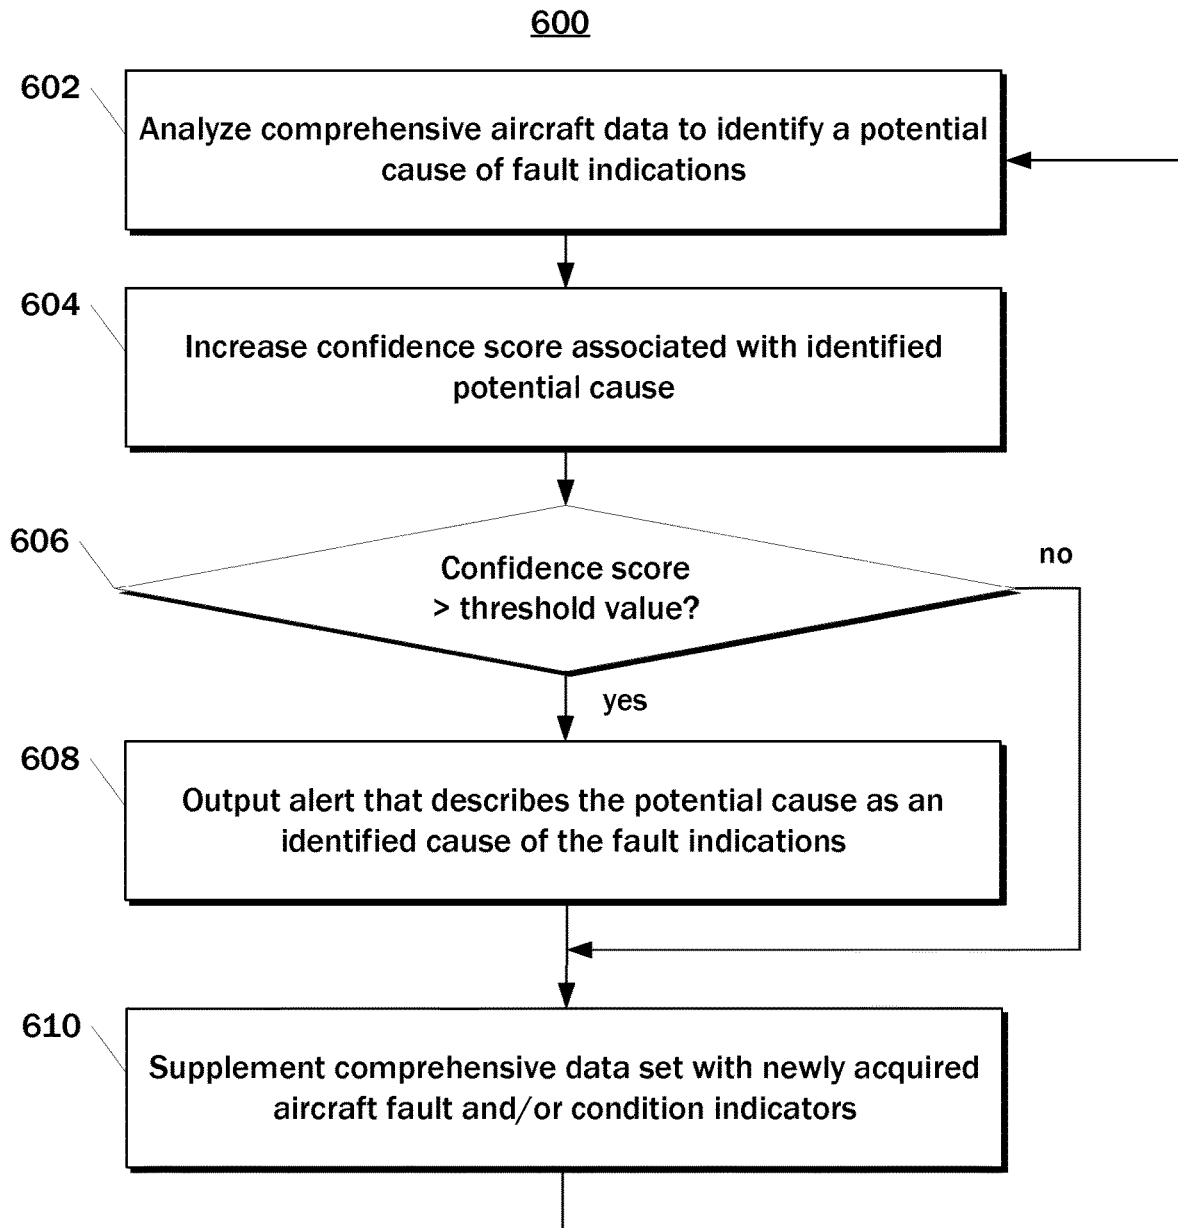 600
602
Analyze comprehensive aircraft data to identify a potential
cause of fault indications
604
Increase confidence score associated with identified
potential cause
606
Confidence score
> threshold value?
no
yes
608
Output alert that describes the potential cause as an
identified cause of the fault indications
610
Supplement comprehensive data set with newly acquired
aircraft fault and/or condition indicators